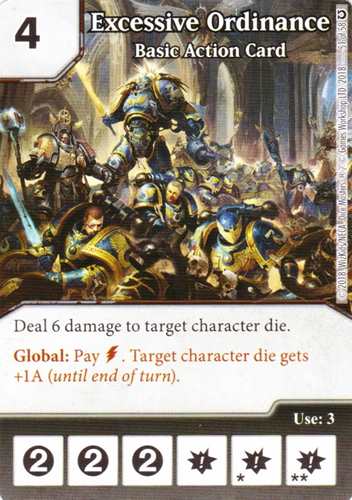 4
Excessive Ordinance
Basic Action Card
Deal 6 damage to target character die.
Global: Pay . Target character die gets
+1A (until end of turn).
Use: 3
2 2 2 ! ! !
* **